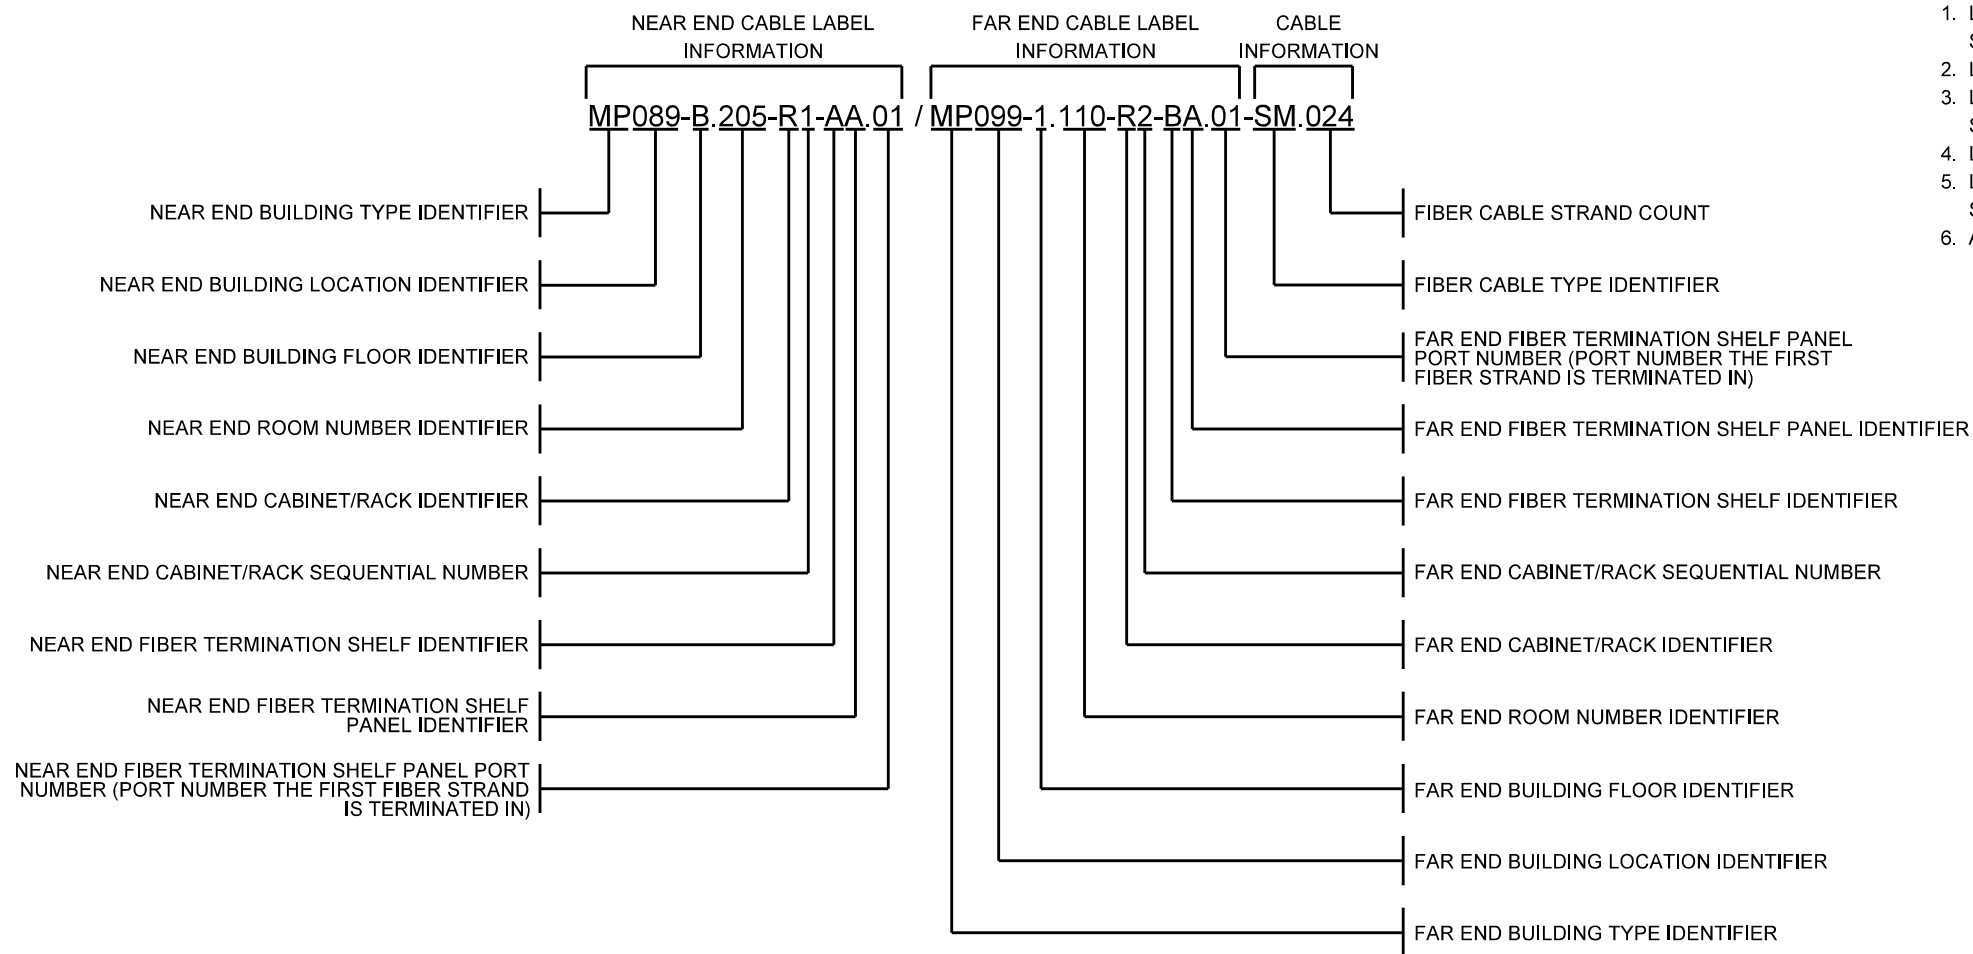 NEAR END CABLE LABEL
INFORMATION
FAR END CABLE LABEL
INFORMATION
CABLE
INFORMATION
MP089-B.205-R1-AA.01 / MP099-1.110-R2-BA.01-SM.024
NEAR END BUILDING TYPE IDENTIFIER
NEAR END BUILDING LOCATION IDENTIFIER
NEAR END BUILDING FLOOR IDENTIFIER
NEAR END ROOM NUMBER IDENTIFIER
NEAR END CABINET/RACK IDENTIFIER
NEAR END CABINET/RACK SEQUENTIAL NUMBER
NEAR END FIBER TERMINATION SHELF IDENTIFIER
NEAR END FIBER TERMINATION SHELF
PANEL IDENTIFIER
NEAR END FIBER TERMINATION SHELF PANEL PORT
NUMBER (PORT NUMBER THE FIRST FIBER STRAND
IS TERMINATED IN)
FIBER CABLE STRAND COUNT
FIBER CABLE TYPE IDENTIFIER
FAR END FIBER TERMINATION SHELF PANEL
PORT NUMBER (PORT NUMBER THE FIRST
FIBER STRAND IS TERMINATED IN)
FAR END FIBER TERMINATION SHELF PANEL IDENTIFIER
FAR END FIBER TERMINATION SHELF IDENTIFIER
FAR END CABINET/RACK SEQUENTIAL NUMBER
FAR END CABINET/RACK IDENTIFIER
FAR END ROOM NUMBER IDENTIFIER
FAR END BUILDING FLOOR IDENTIFIER
FAR END BUILDING LOCATION IDENTIFIER
FAR END BUILDING TYPE IDENTIFIER
1.
2.
3.
4.
5.
6.